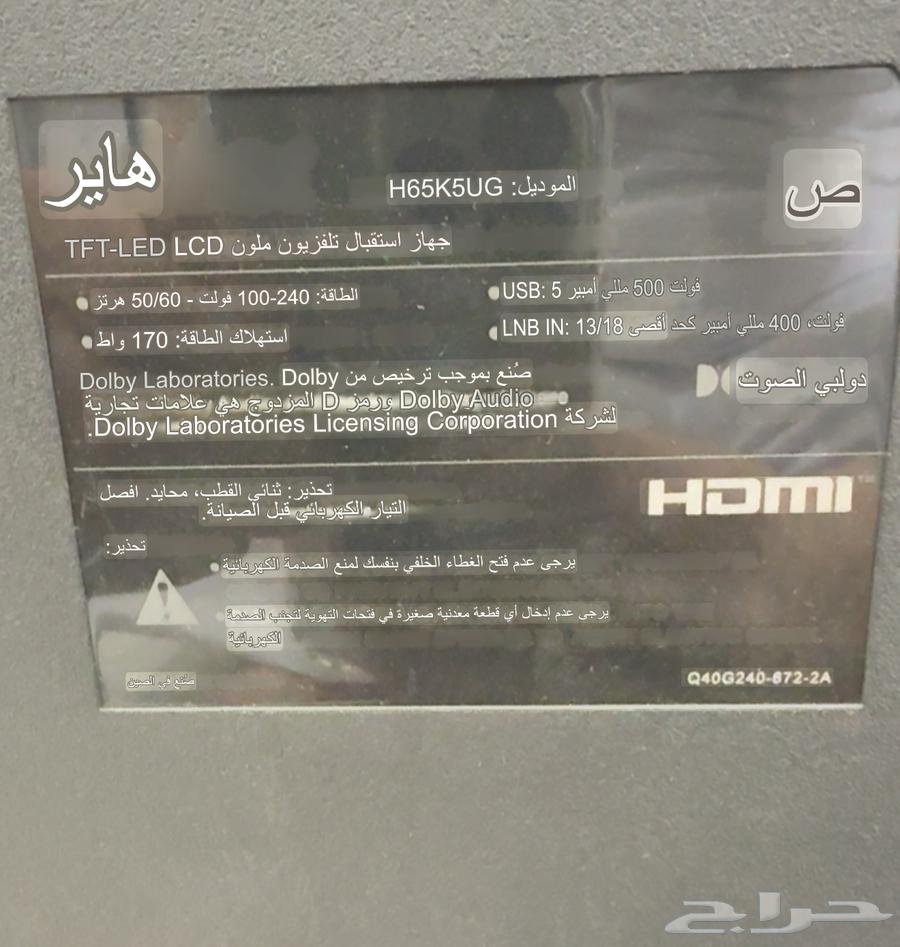 هاير
الموديل: H65K5UG
ص
جهاز استقبال تلفزيون ملون TFT-LED LCD
الطاقة: 240-100 فولت - 50/60 هرتز
USB: 5 فولت 500 مللي أمبير
استهلاك الطاقة: 170 واط
LNB IN: 13/18 فولت، 400 مللي أمبير كحد أقصى
صُنع بموجب ترخيص من Dolby Laboratories. Dolby
و Dolby Audio ورمز D المزدوج هي علامات تجارية
لشركة Dolby Laboratories Licensing Corporation.
دولبي الصوت
تحذير: ثنائي القطب، محايد. افصل
التيار الكهربائي قبل الصيانة.
HDMI™
تحذير:
يرجى عدم فتح الغطاء الخلفي بنفسك لمنع الصدمة الكهربائية
يرجى عدم إدخال أي قطعة معدنية صغيرة في فتحات التهوية لتجنب الصدمة
الكهربائية
صُنع في الصين
Q40G240-672-2A
حراج